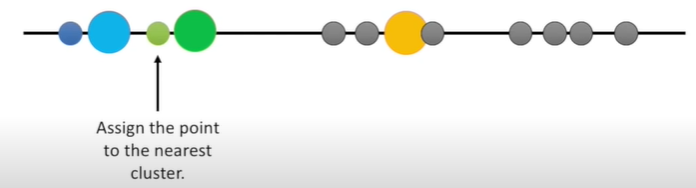 Assign the point
to the nearest
cluster.